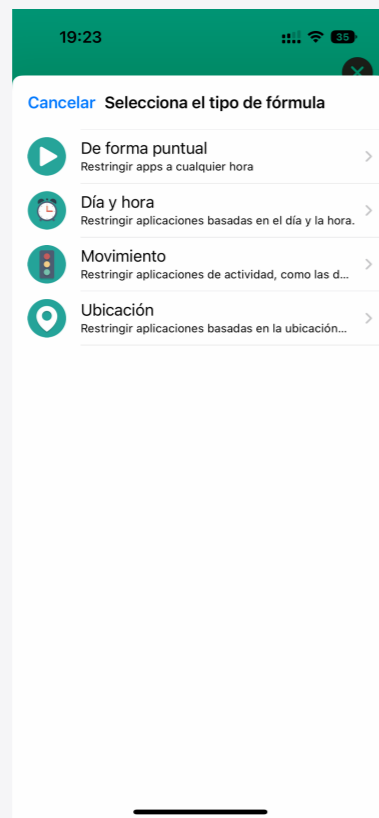 19:23
35
Cancelar Selecciona el tipo de fórmula
De forma puntual
Restringir apps a cualquier hora
Día y hora
Restringir aplicaciones basadas en el día y la hora.
Movimiento
Restringir aplicaciones de actividad, como las d...
Ubicación
Restringir aplicaciones basadas en la ubicación...